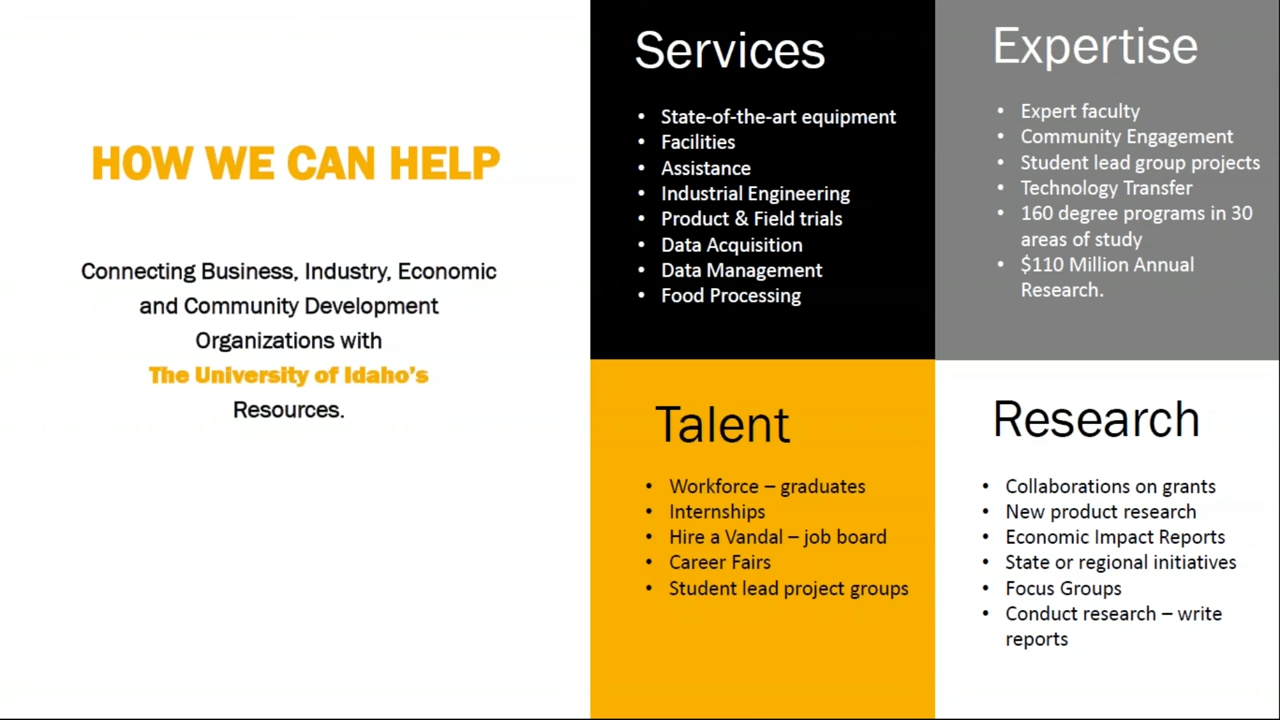 HOW WE CAN HELP
Connecting Business, Industry, Economic
and Community Development
Organizations with
The University of Idaho's
Resources.
Services
• State-of-the-art equipment
• Facilities
• Assistance
• Industrial Engineering
• Product & Field trials
• Data Acquisition
• Data Management
• Food Processing
Expertise
• Expert faculty
• Community Engagement
• Student lead group projects
• Technology Transfer
• 160 degree programs in 30
areas of study
• $110 Million Annual
Research.
Talent
• Workforce – graduates
• Internships
• Hire a Vandal – job board
• Career Fairs
• Student lead project groups
Research
• Collaborations on grants
• New product research
• Economic Impact Reports
• State or regional initiatives
• Focus Groups
• Conduct research – write
reports